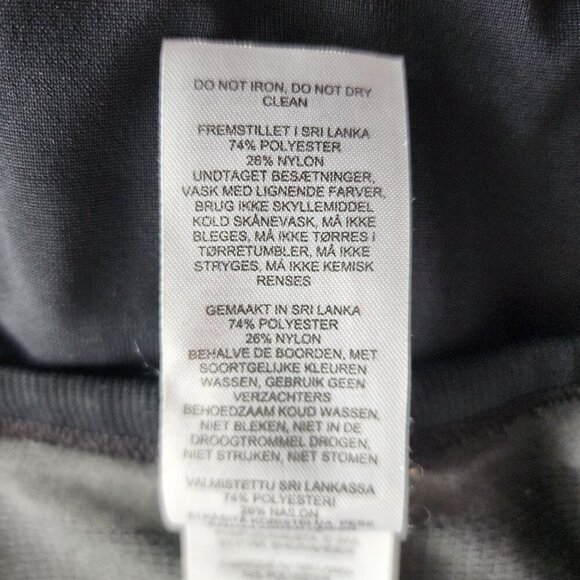 DO NOT IRON, DO NOT DRY
CLEAN
FREMSTILLET I SRI LANKA
74% POLYESTER
26% NYLON
UNDTAGET BESÆTNINGER,
VASK MED LIGNENDE FARVER,
BRUG IKKE SKYLLEMIDDEL
KOLD SKÅNEVASK, MÅ IKKE
BLEGES, MÅ IKKE TØRRES I
TØRRETUMBLER, MÅ IKKE
STRYGES, MÅ IKKE KEMISK
RENSES
GEMAAKT IN SRI LANKA
74% POLYESTER
26% NYLON
BEHALVE DE BOORDEN, MET
SOORTGELIJKE KLEUREN
WASSEN, GEBRUIK GEEN
VERZACHTERS
BEHOEDZAAM KOUD WASSEN,
NIET BLEKEN, NIET IN DE
DROOGTROMMEL DROGEN,
NIET STRIJKEN, NIET STOMEN
VALMISTETTU SRI LANKASSA
74% POLYESTERI
26% NAILON